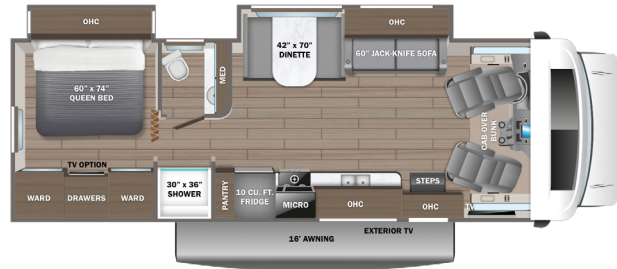 OHC
OHC
42" x 70"
DINETTE
60" JACK-KNIFE SOFA
MED
60" x 74"
QUEEN BED
CAB-OVER
BUNK
TV OPTION
WARD
DRAWERS
WARD
30" x 36"
SHOWER
PANTRY
10 CU. FT.
FRIDGE
MICRO
OHC
STEPS
OHC
TV
EXTERIOR TV
16' AWNING